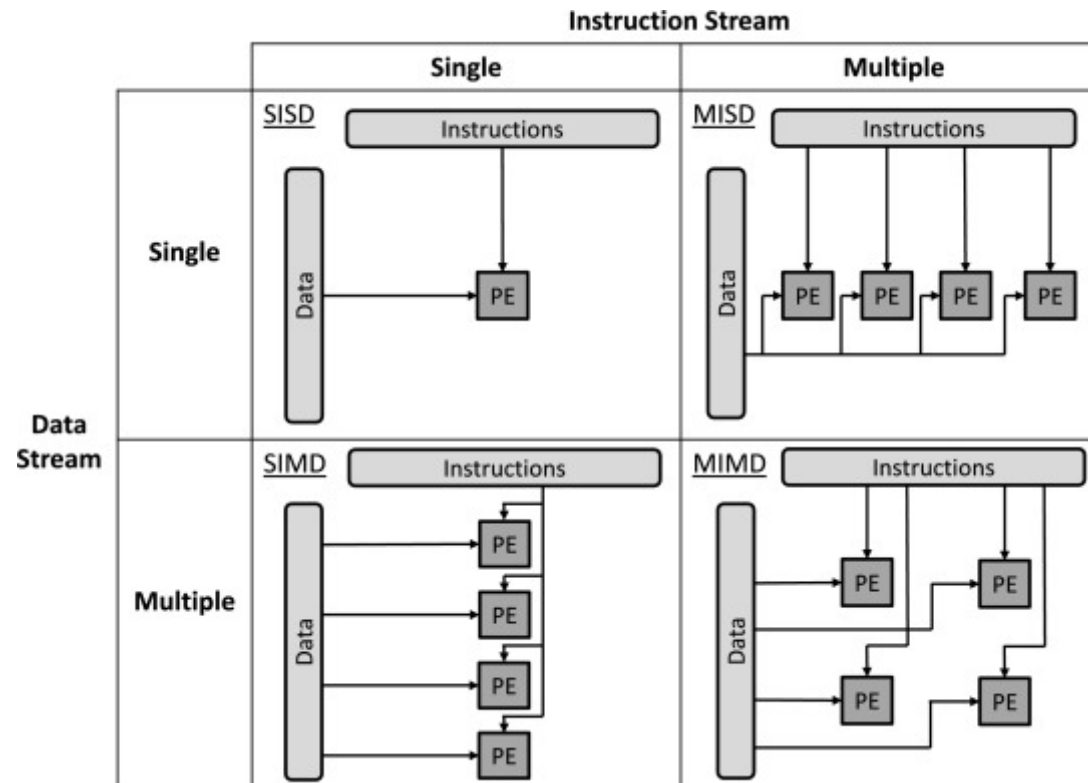 Instruction Stream
Single
Multiple
SISD
Instructions
Data
PE
MISD
Instructions
Data
PE
PE
PE
PE
Single
Data
Stream
Multiple
SIMD
Instructions
Data
PE
PE
PE
PE
MIMD
Instructions
Data
PE
PE
PE
PE